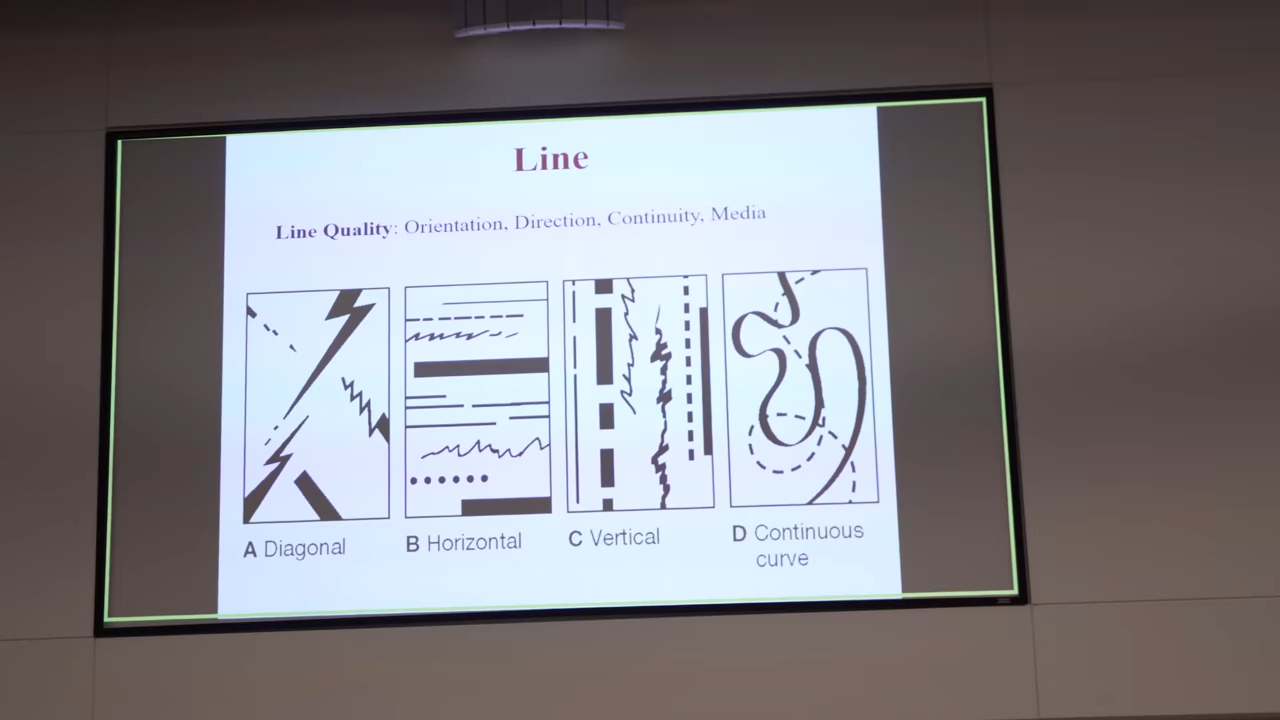 Line
Line Quality: Orientation, Direction, Continuity, Media
A Diagonal
B Horizontal
C Vertical
D Continuous
curve